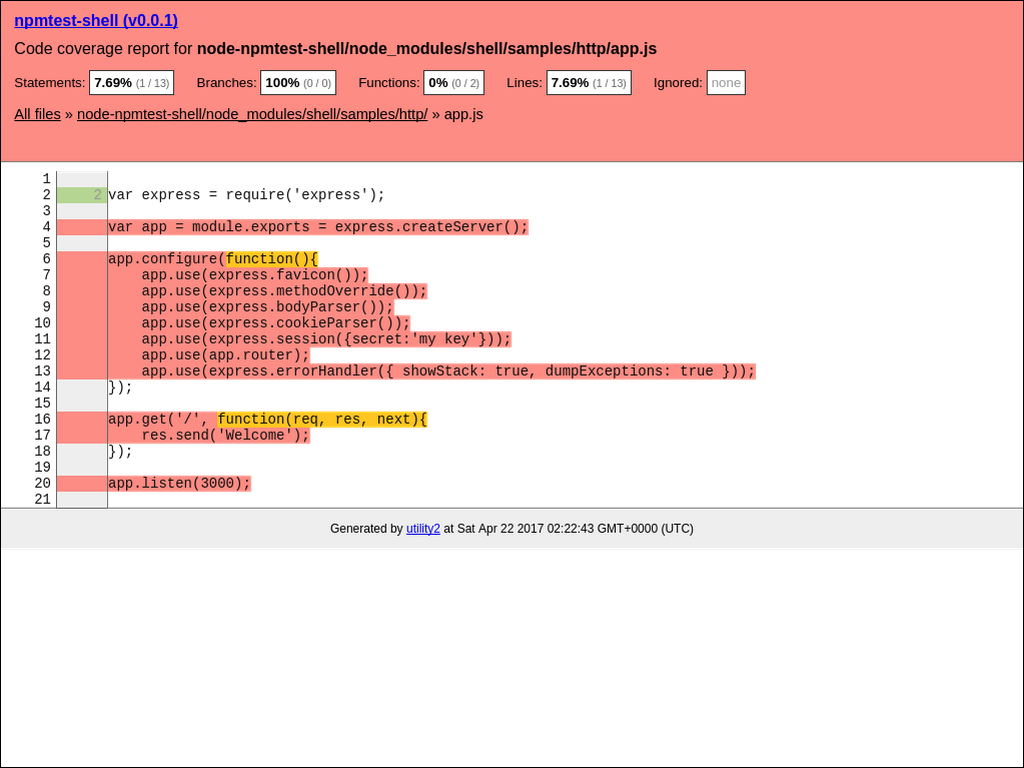 npmtest-shell (v0.0.1)
Code coverage report for node-npmtest-shell/node_modules/shell/samples/http/app.js
Statements: 7.69% (1 / 13) Branches: 100% (0 / 0) Functions: 0% (0 / 2) Lines: 7.69% (1 / 13) Ignored: none
All files » node-npmtest-shell/node_modules/shell/samples/http/ » app.js
1
2 2 var express = require('express');
3
4 var app = module.exports = express.createServer();
5
6 app.configure(function(){
7     app.use(express.favicon());
8     app.use(express.methodOverride());
9     app.use(express.bodyParser());
10     app.use(express.cookieParser());
11     app.use(express.session({secret:'my key'}));
12     app.use(app.router);
13     app.use(express.errorHandler({ showStack: true, dumpExceptions: true }));
14 });
15
16 app.get('/', function(req, res, next){
17     res.send('Welcome');
18 });
19
20 app.listen(3000);
21
Generated by utility2 at Sat Apr 22 2017 02:22:43 GMT+0000 (UTC)